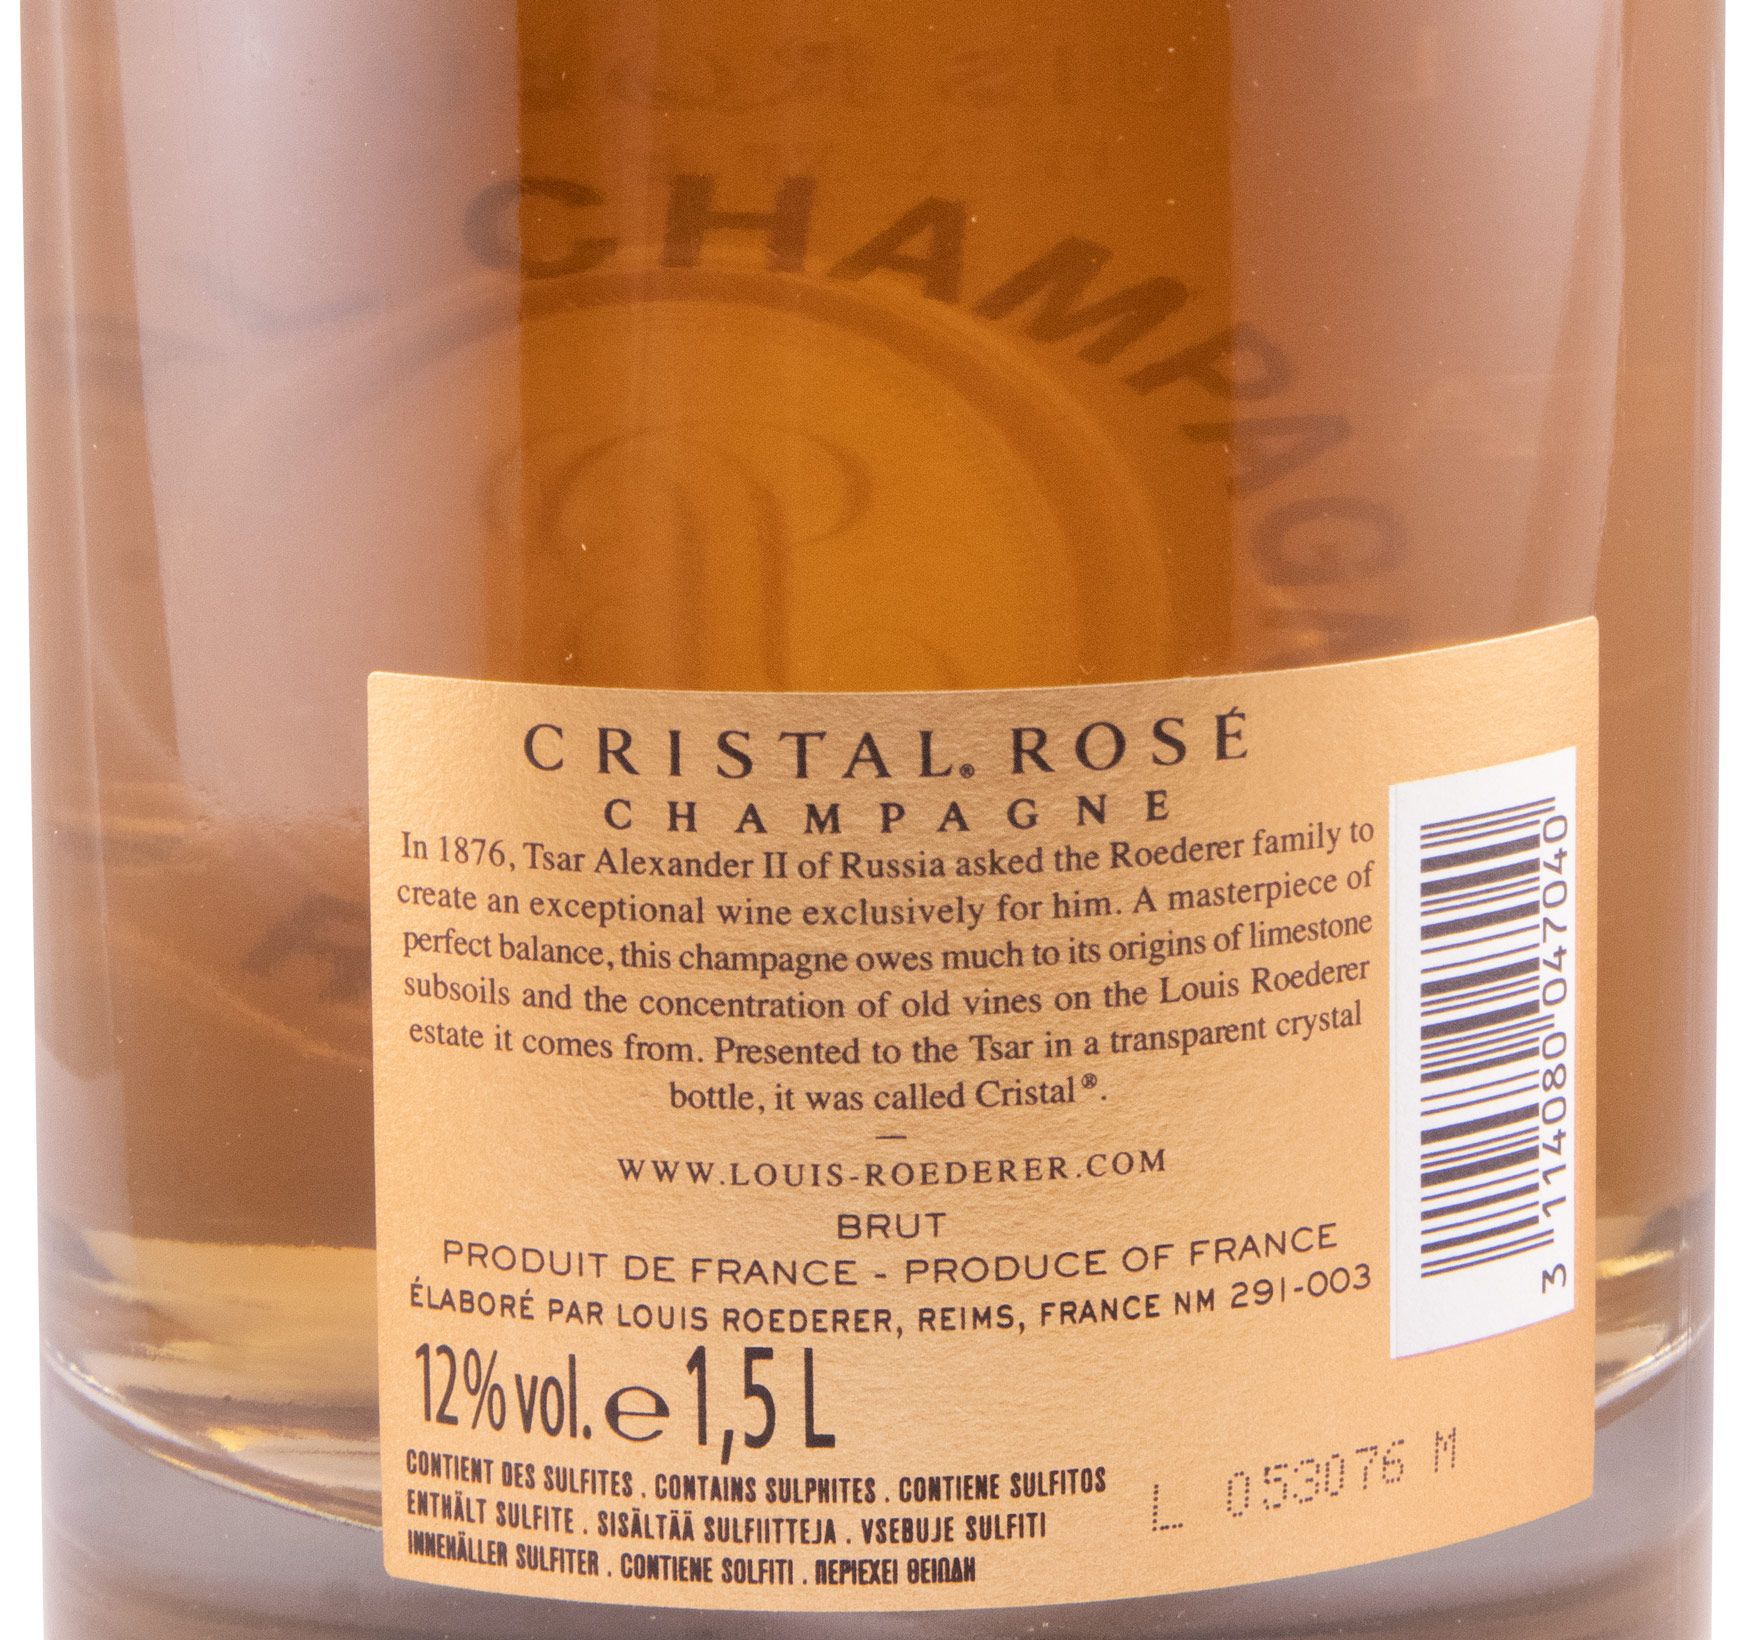 CHAMPAGN
CRISTAL® ROSÉ
CHAMPAGNE
In 1876, Tsar Alexander II of Russia asked the Roederer family to
create an exceptional wine exclusively for him. A masterpiece of
perfect balance, this champagne owes much to its origins of limestone
subsoils and the concentration of old vines on the Louis Roederer
estate it comes from. Presented to the Tsar in a transparent crystal
bottle, it was called Cristal®.
WWW.LOUIS-ROEDERER.COM
BRUT
PRODUIT DE FRANCE - PRODUCE OF FRANCE
ÉLABORÉ PAR LOUIS ROEDERER, REIMS, FRANCE NM 291-003
12% vol. e 1,5 L
CONTIENT DES SULFITES . CONTAINS SULPHITES . CONTIENE SULFITOS
ENTHÄLT SULFITE . SISÄLTÄÄ SULFIITTEJA . VSEBUJE SULFITI
INNEHÅLLER SULFITER . CONTIENE SOLFITI . ΠΕΡΙΕΧΕΙ ΘΕΙΩΔΗ
L 053076 M
3 114080 047040